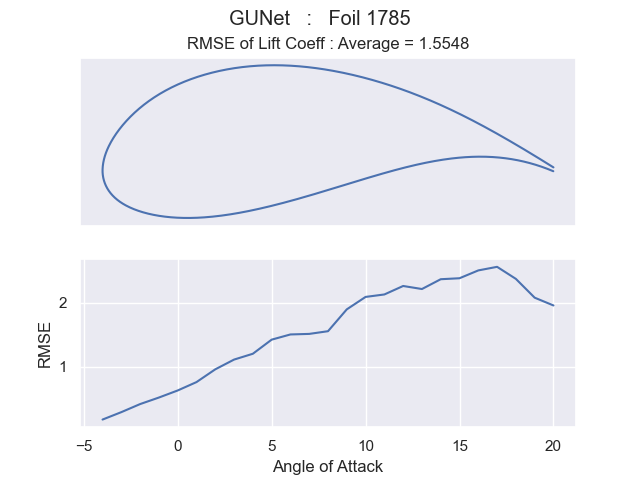 GUNet   :   Foil 1785
RMSE of Lift Coeff : Average = 1.5548
2
1
RMSE
−5 0 5 10 15 20
Angle of Attack